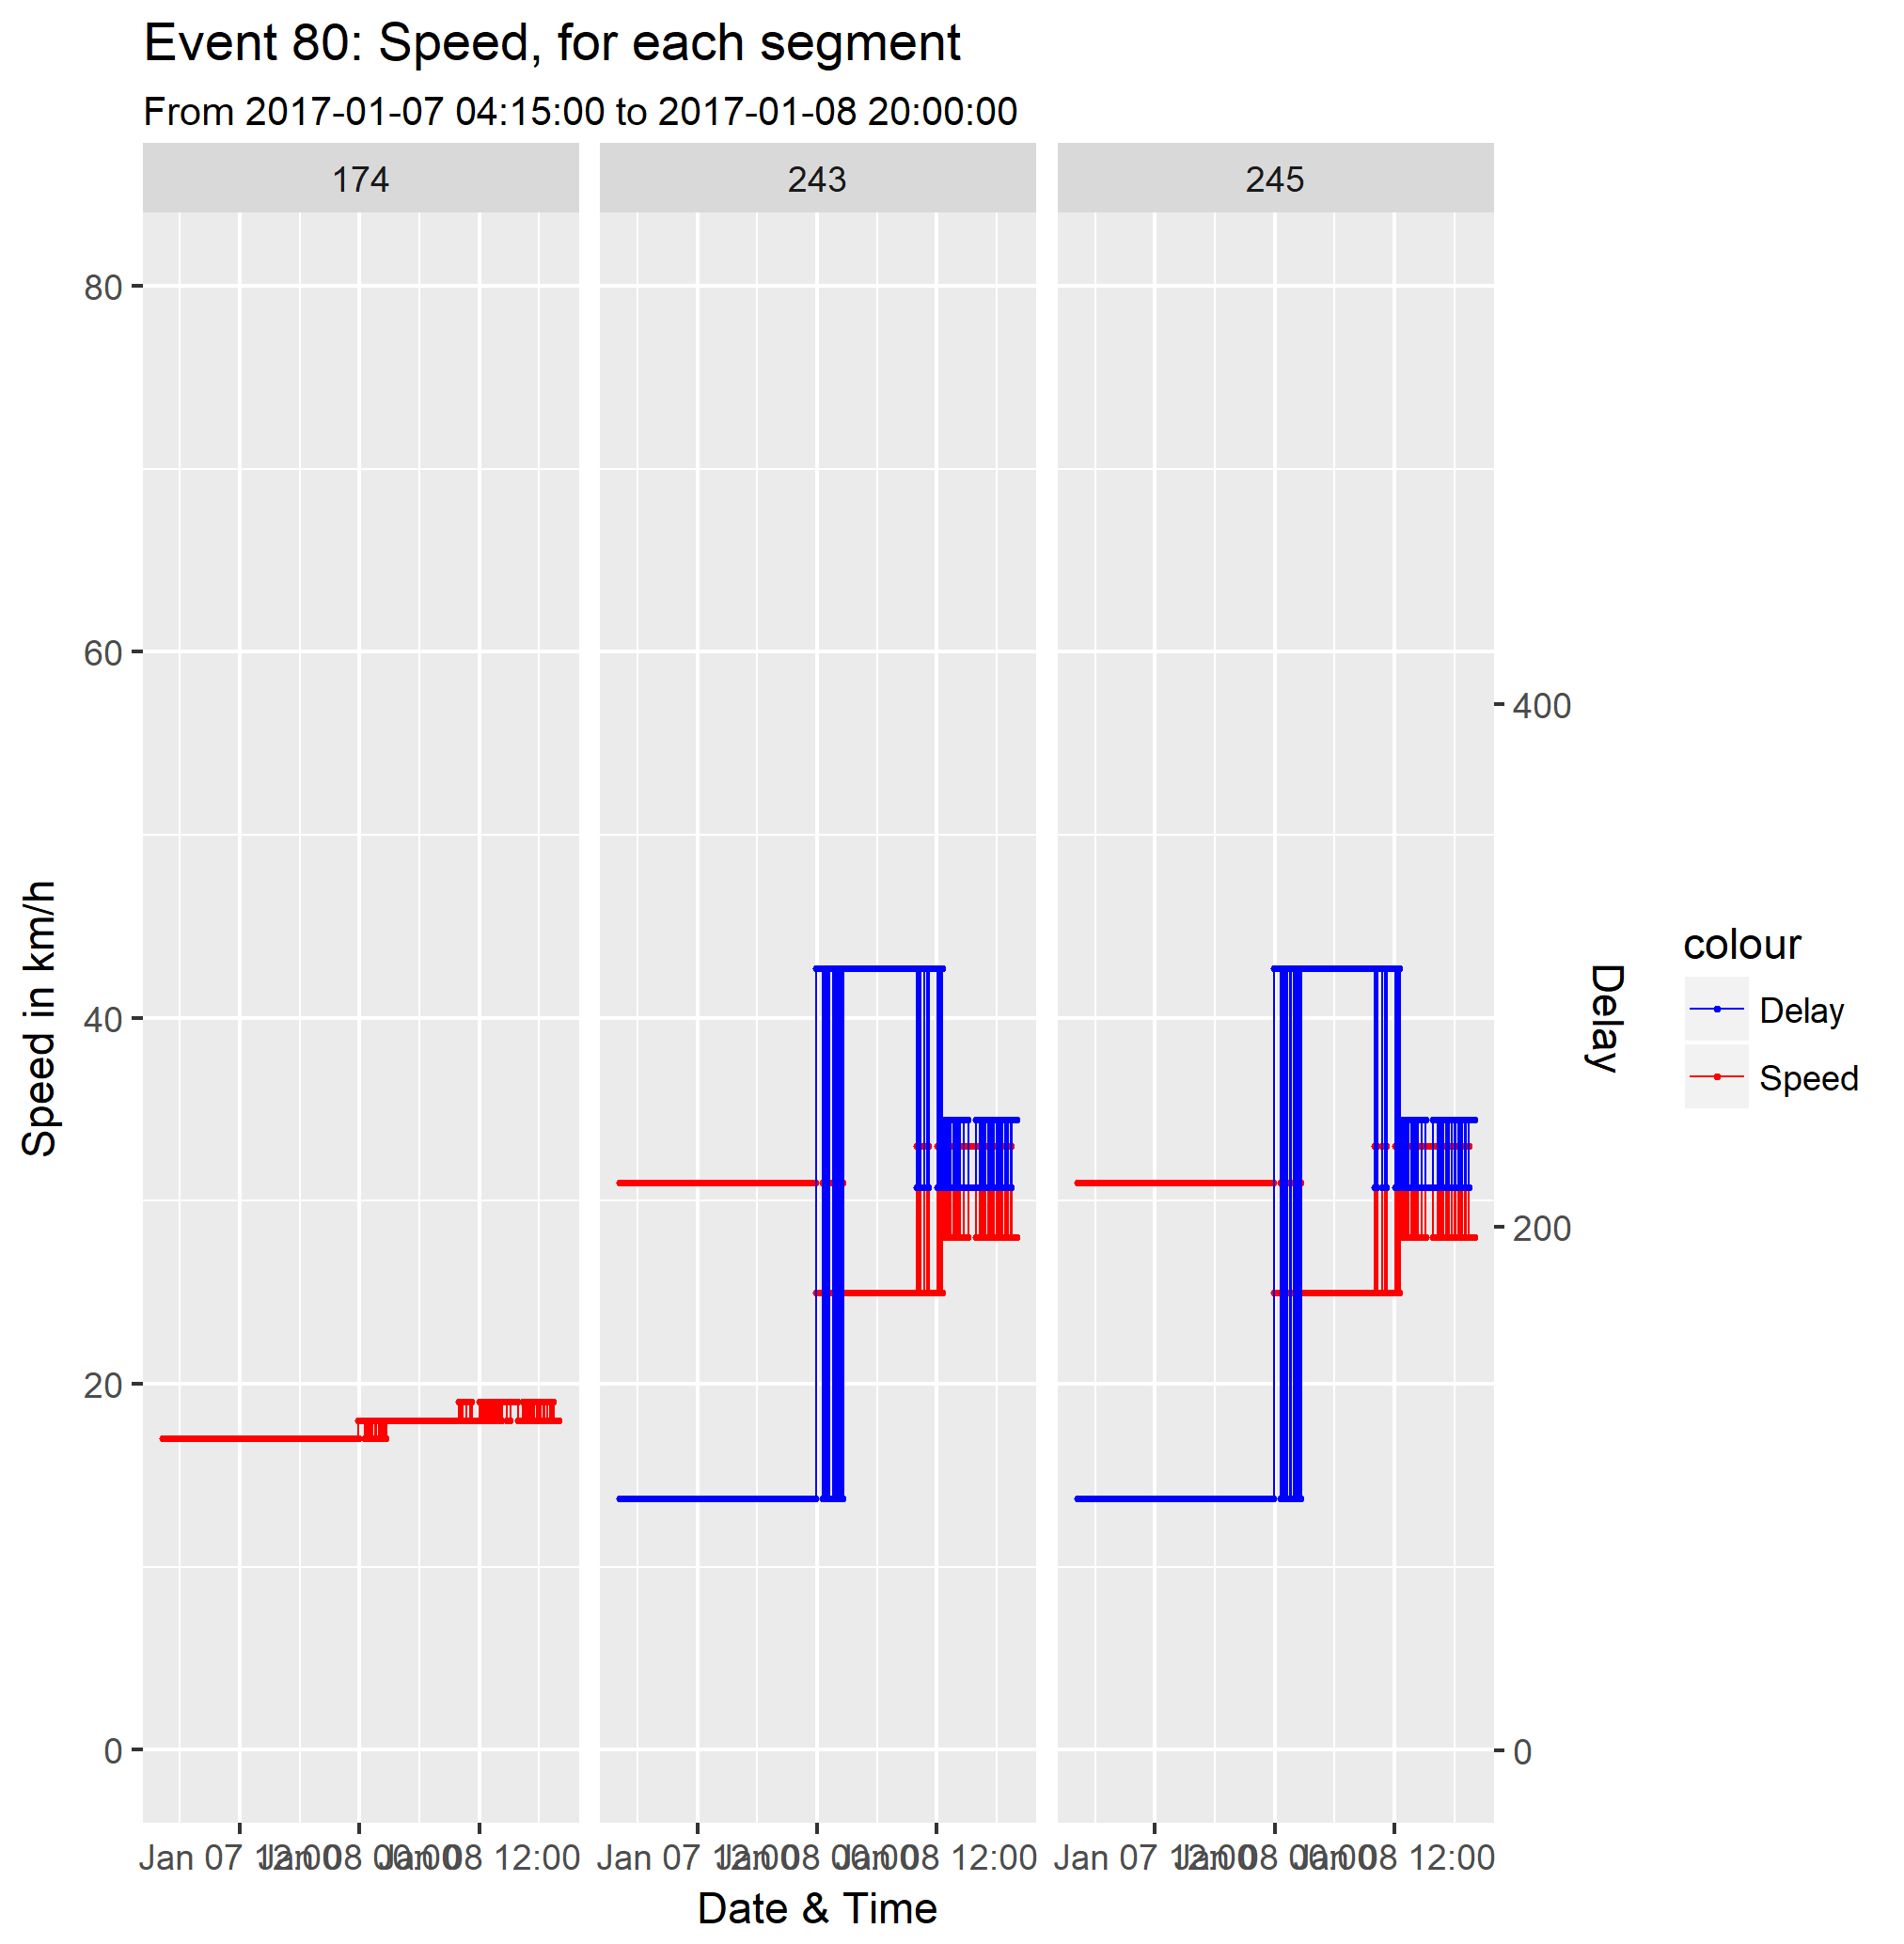 Event 80: Speed, for each segment
From 2017-01-07 04:15:00 to 2017-01-08 20:00:00
174 243 245
80
60
40
20
0
Speed in km/h
400
200
0
Delay
colour
Delay
Speed
Jan 07 12:00 Jan 08 00:00 Jan 08 12:00 Jan 07 12:00 Jan 08 00:00 Jan 08 12:00 Jan 07 12:00 Jan 08 00:00 Jan 08 12:00
Date & Time